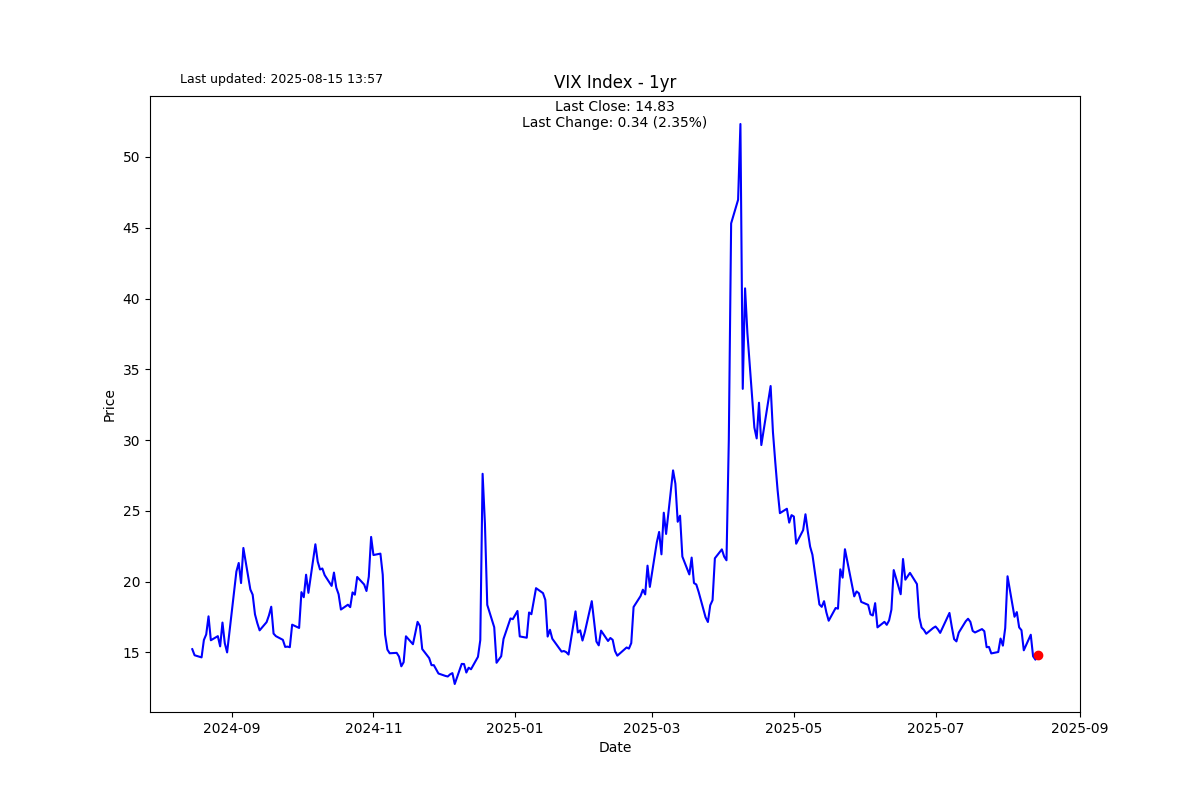 Last updated: 2025-08-15 13:57
VIX Index - 1yr
Last Close: 14.83
Last Change: 0.34 (2.35%)
50
45
40
35
30
25
20
15
Price
2024-09
2024-11
2025-01
2025-03
2025-05
2025-07
2025-09
Date